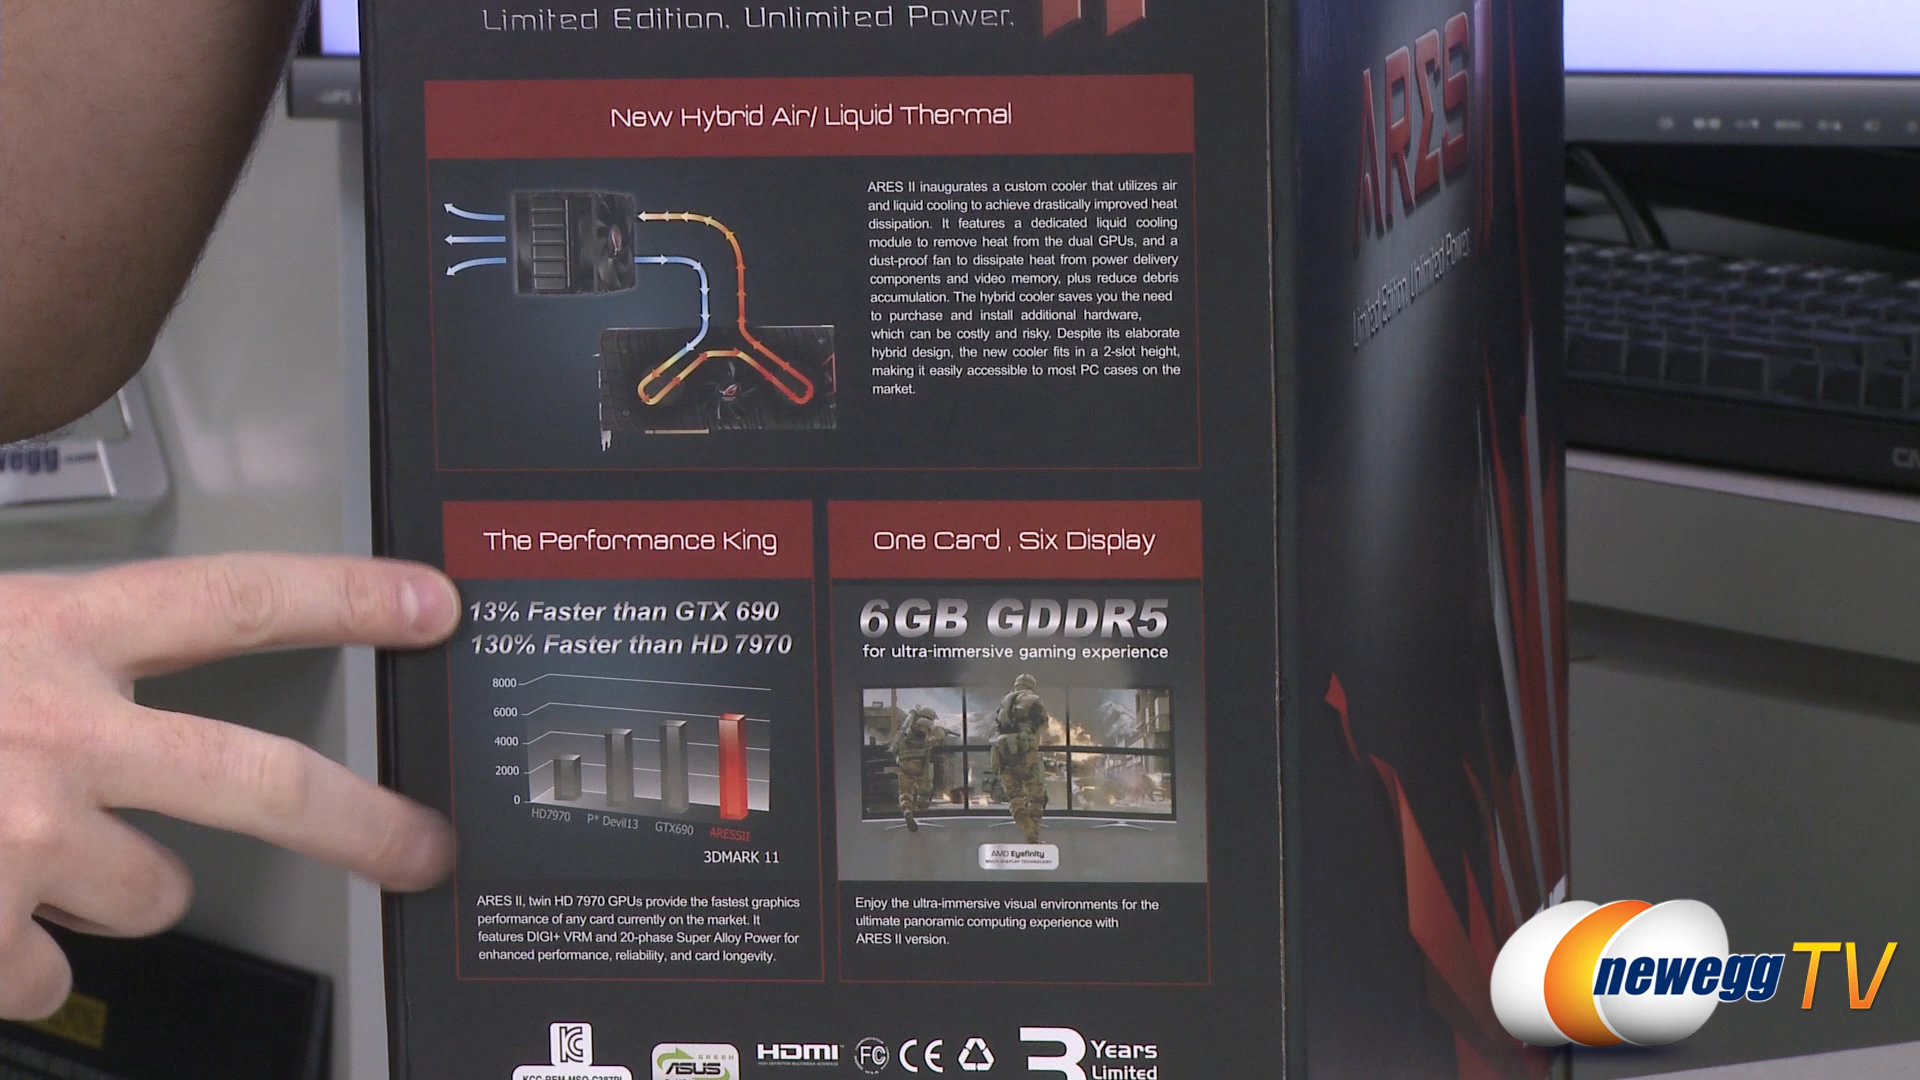 Limited Edition. Unlimited Power.
New Hybrid Air/ Liquid Thermal
ARES II inaugurates a custom cooler that utilizes air
and liquid cooling to achieve drastically improved heat
dissipation. It features a dedicated liquid cooling
module to remove heat from the dual GPUs, and a
dust-proof fan to dissipate heat from power delivery
components and video memory, plus reduce debris
accumulation. The hybrid cooler saves you the need
to purchase and install additional hardware,
which can be costly and risky. Despite its elaborate
hybrid design, the new cooler fits in a 2-slot height,
making it easily accessible to most PC cases on the
market.
The Performance King
13% Faster than GTX 690
130% Faster than HD 7970
8000
6000
4000
2000
0
HD7970 P* Devil13 GTX690 ARESII
3DMARK 11
ARES II, twin HD 7970 GPUs provide the fastest graphics
performance of any card currently on the market. It
features DIGI+ VRM and 20-phase Super Alloy Power for
enhanced performance, reliability, and card longevity.
One Card , Six Display
6GB GDDR5
for ultra-immersive gaming experience
AMD Eyefinity
MULTI-DISPLAY TECHNOLOGY
Enjoy the ultra-immersive visual environments for the
ultimate panoramic computing experience with
ARES II version.
HDMI
FC CE
GREEN
ASUS
3 Years
Limited
ARES II
Limited Edition. Unlimited Power.
newegg TV